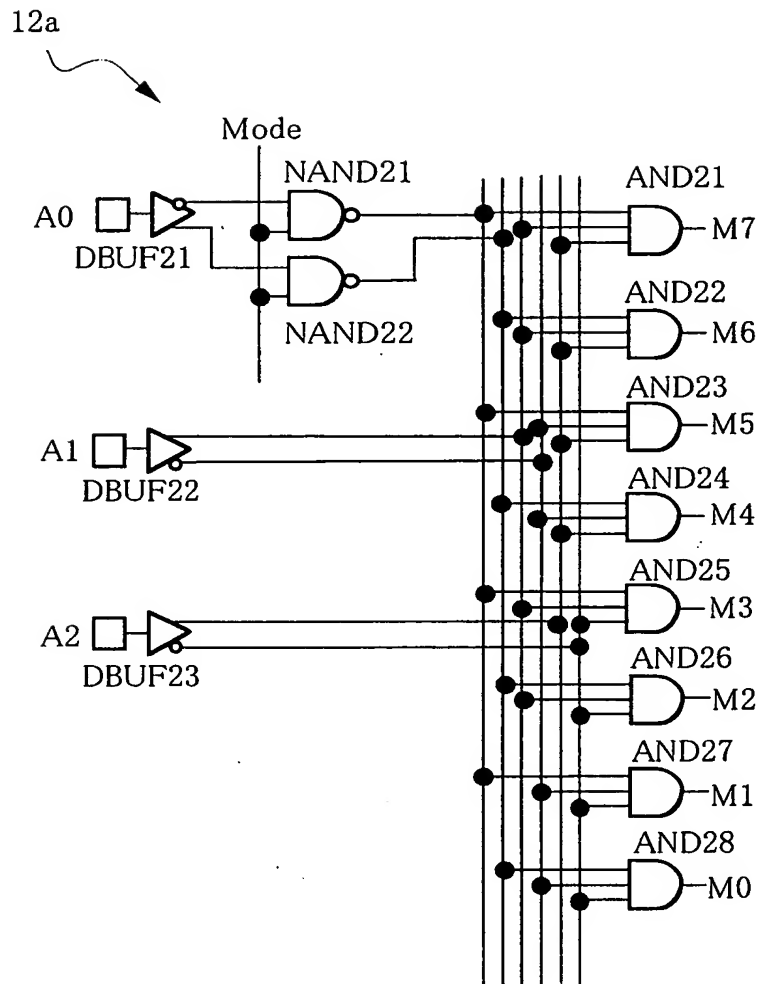 12a
Mode
NAND21
AND21
A0
M7
DBUF21
AND22
NAND22
M6
AND23
A1
M5
DBUF22
AND24
M4
AND25
A2
M3
DBUF23
AND26
M2
AND27
M1
AND28
M0